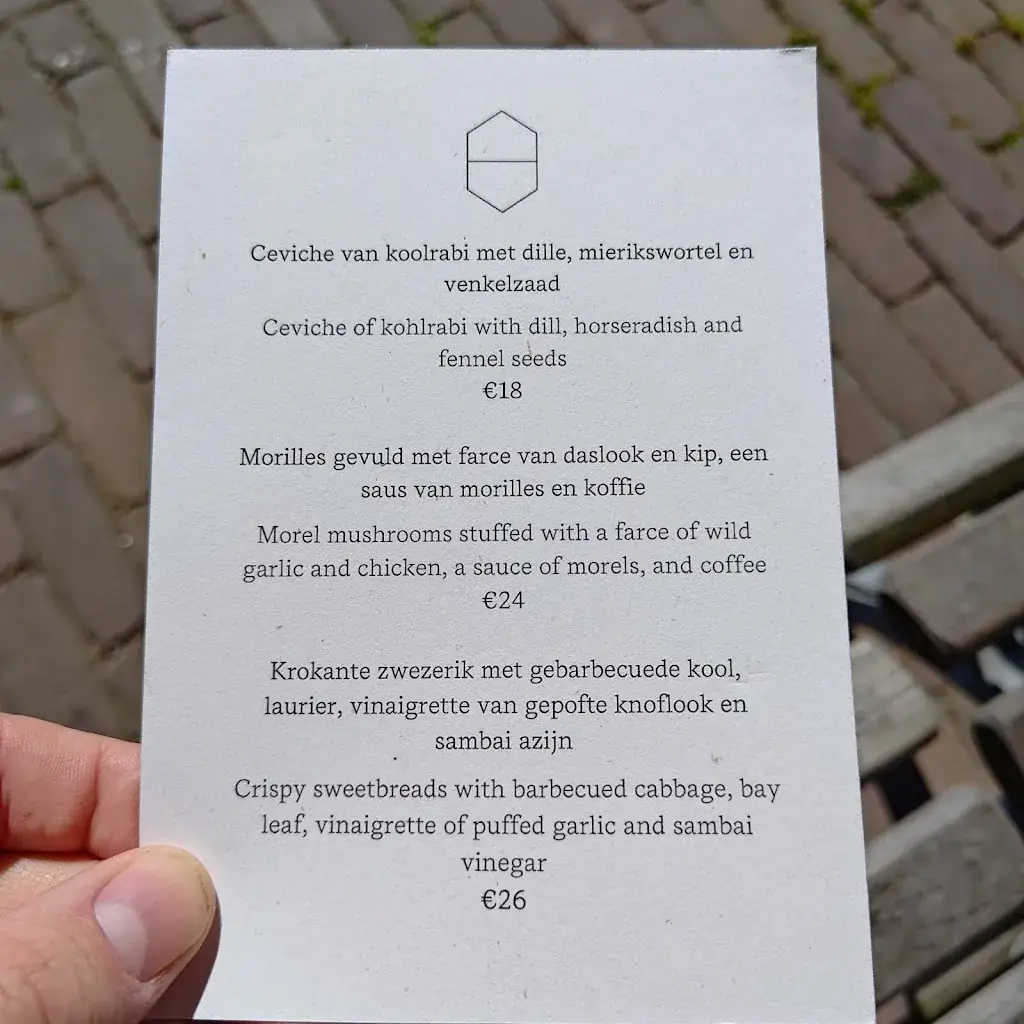 Ceviche van koolrabi met dille, mierikswortel en
venkelzaad
Ceviche of kohlrabi with dill, horseradish and
fennel seeds
€18
Morilles gevuld met farce van daslook en kip, een
saus van morilles en koffie
Morel mushrooms stuffed with a farce of wild
garlic and chicken, a sauce of morels, and coffee
€24
Krokante zwezerik met gebarbecuede kool,
laurier, vinaigrette van gepofte knoflook en
sambai azijn
Crispy sweetbreads with barbecued cabbage, bay
leaf, vinaigrette of puffed garlic and sambai
vinegar
€26